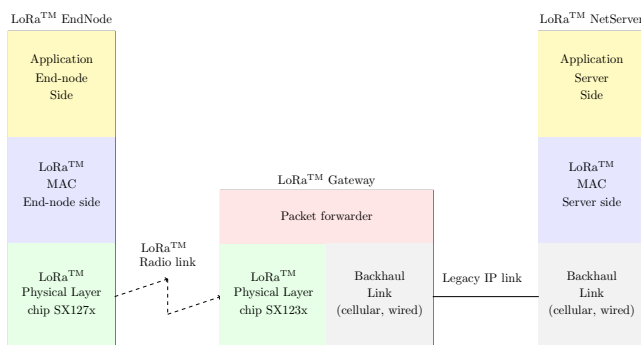 LoRa™ EndNode
Application
End-node
Side
LoRa™
MAC
End-node side
LoRa™
Physical Layer
chip SX127x
LoRa™
Radio link
LoRa™ Gateway
Packet forwarder
LoRa™
Physical Layer
chip SX123x
Backhaul
Link
(cellular, wired)
Legacy IP link
LoRa™ NetServer
Application
Server
Side
LoRa™
MAC
Server side
Backhaul
Link
(cellular, wired)